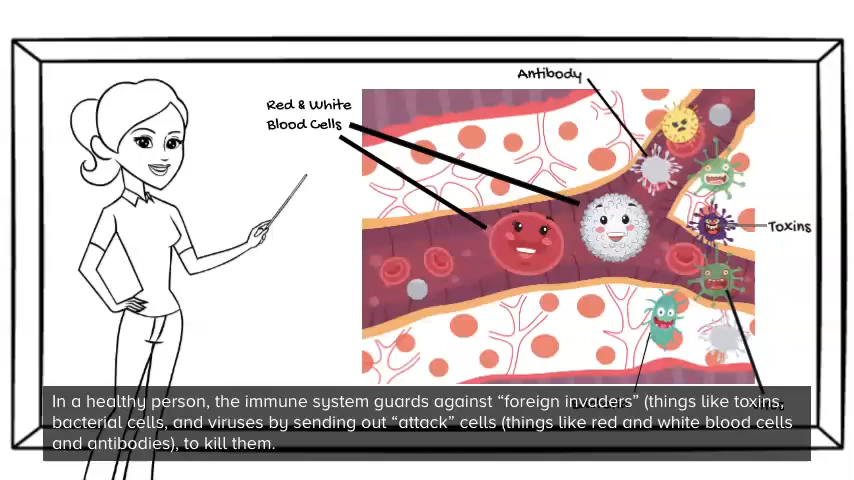 Antibody
Red & White
Blood Cells
Toxins
In a healthy person, the immune system guards against “foreign invaders” (things like toxins,
bacterial cells, and viruses by sending out “attack” cells (things like red and white blood cells
and antibodies), to kill them.